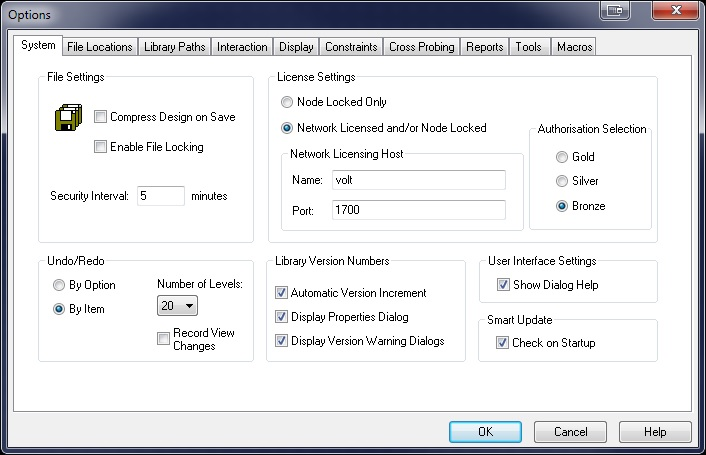 Options
System File Locations Library Paths Interaction Display Constraints Cross Probing Reports Tools Macros
File Settings
Compress Design on Save
Enable File Locking
Security Interval: 5 minutes
License Settings
Node Locked Only
Network Licensed and/or Node Locked
Network Licensing Host
Name: volt
Port: 1700
Authorisation Selection
Gold
Silver
Bronze
Undo/Redo
By Option
By Item
Number of Levels:
20
Record View
Changes
Library Version Numbers
Automatic Version Increment
Display Properties Dialog
Display Version Warning Dialogs
User Interface Settings
Show Dialog Help
Smart Update
Check on Startup
OK Cancel Help